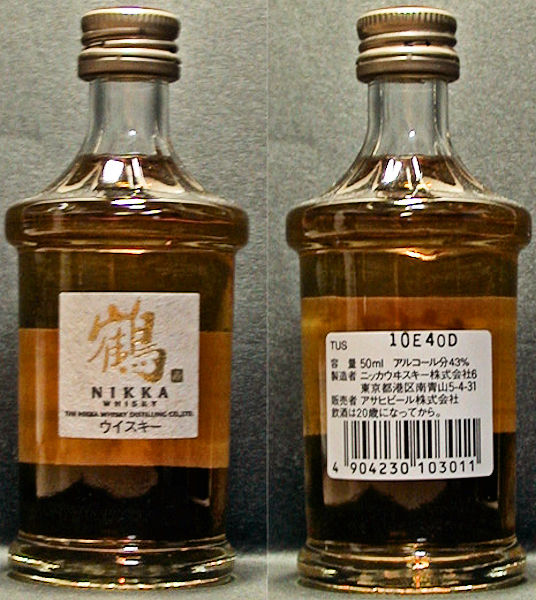 鶴
NIKKA
WHISKY
THE NIKKA WHISKY DISTILLING CO.,LTD.
ウイスキー
TUS 10E40D
容 量 50ml アルコール分43%
製造者 ニッカウヰスキー株式会社6
東京都港区南青山5-4-31
販売者 アサヒビール株式会社
飲酒は20歳になってから。
4 904230 103011